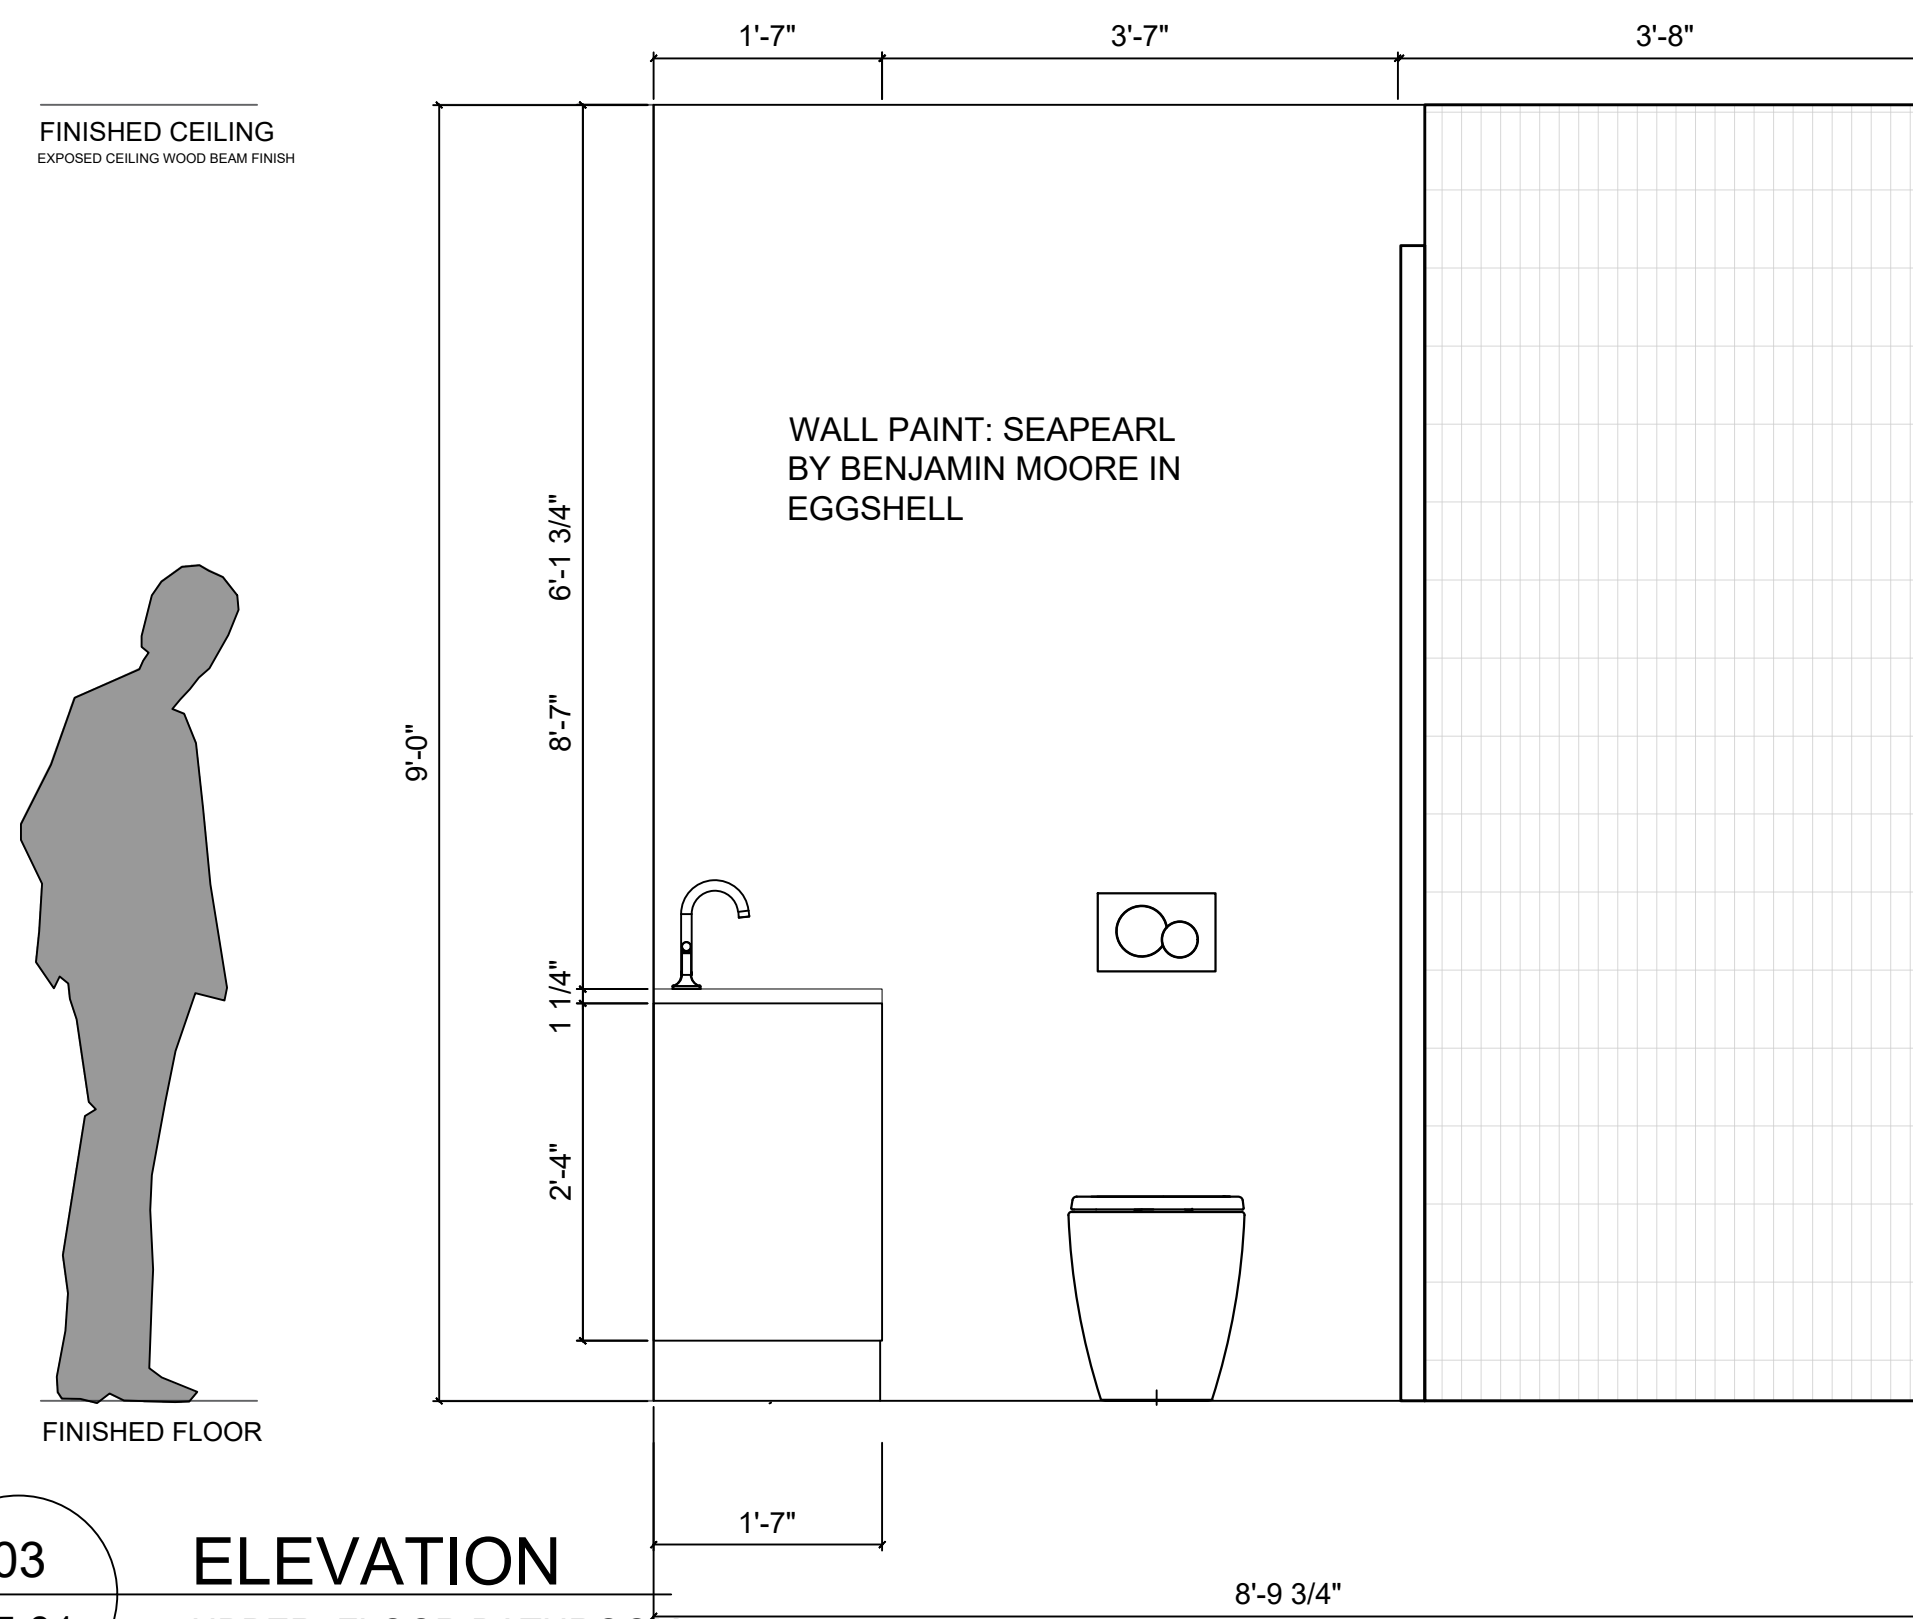 1'-7"
3'-7"
3'-8"
FINISHED CEILING
EXPOSED CEILING WOOD BEAM FINISH
WALL PAINT: SEAPEARL
BY BENJAMIN MOORE IN
EGGSHELL
6'-1 3/4"
8'-7"
9'-0"
1 1/4"
2'-4"
FINISHED FLOOR
1'-7"
03
ELEVATION
8'-9 3/4"